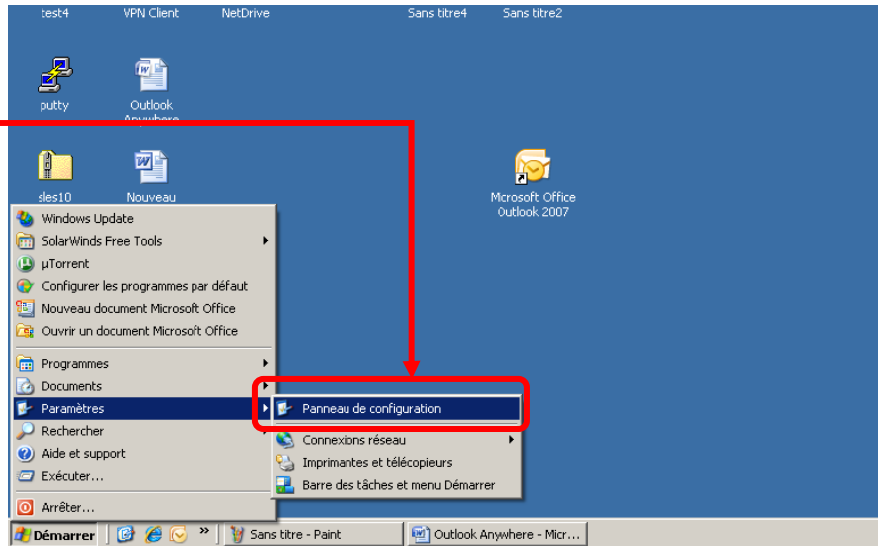 test4
VPN Client
NetDrive
Sans titre4
Sans titre2
putty
Outlook
Anywhere
sles10
Nouveau
Microsoft Office
Outlook 2007
Windows Update
SolarWinds Free Tools
µTorrent
Configurer les programmes par défaut
Nouveau document Microsoft Office
Ouvrir un document Microsoft Office
Programmes
Documents
Paramètres
Rechercher
Aide et support
Exécuter...
Arrêter...
Panneau de configuration
Connexions réseau
Imprimantes et télécopieurs
Barre des tâches et menu Démarrer
Démarrer
»
Sans titre - Paint
Outlook Anywhere - Micr...